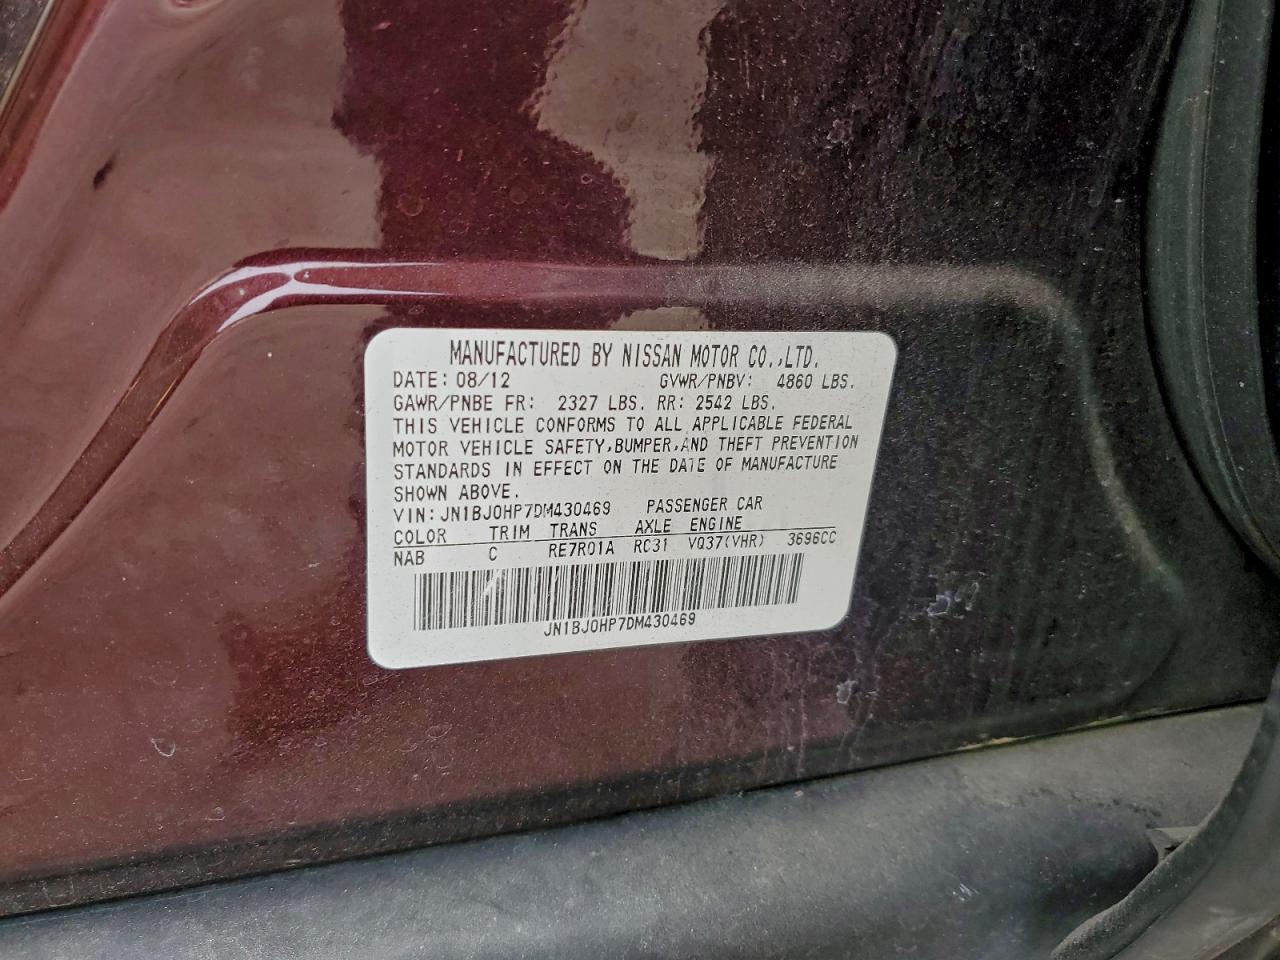 MANUFACTURED BY NISSAN MOTOR CO.,LTD.
DATE: 08/12 GVWR/PNBV: 4860 LBS.
GAWR/PNBE FR: 2327 LBS. RR: 2542 LBS.
THIS VEHICLE CONFORMS TO ALL APPLICABLE FEDERAL
MOTOR VEHICLE SAFETY,BUMPER,AND THEFT PREVENTION
STANDARDS IN EFFECT ON THE DATE OF MANUFACTURE
SHOWN ABOVE.
VIN: JN1BJ0HP7DM430469 PASSENGER CAR
COLOR TRIM TRANS AXLE ENGINE
NAB C RE7R01A RC31 VQ37(VHR) 3696CC
JN1BJ0HP7DM430469